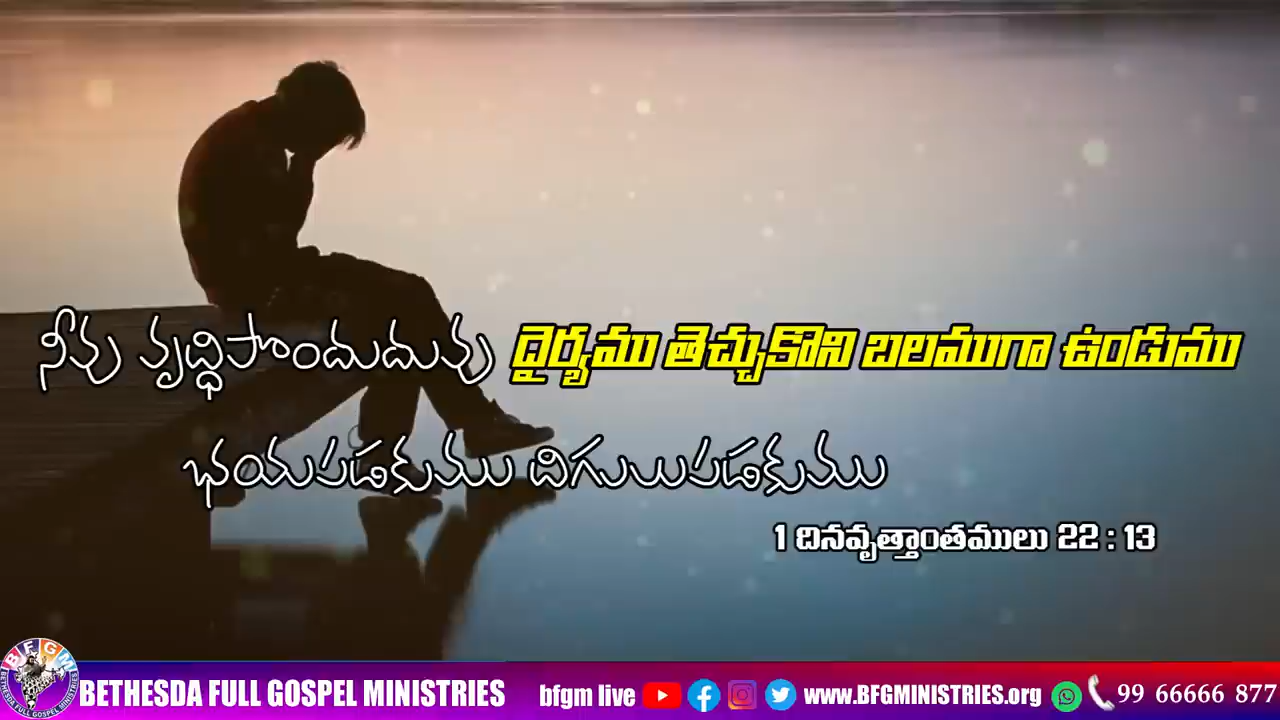 నీవు వృద్ధిపొందుదువు ధైర్యము తెచ్చుకొని బలముగా ఉండుము
భయపడకుము దిగులుపడకుము
1 దినవృత్తాంతములు 22 : 13
BFGM
BETHESDA FULL GOSPEL MINISTRIES bfgm live www.BFGMINISTRIES.org 99 66666 877